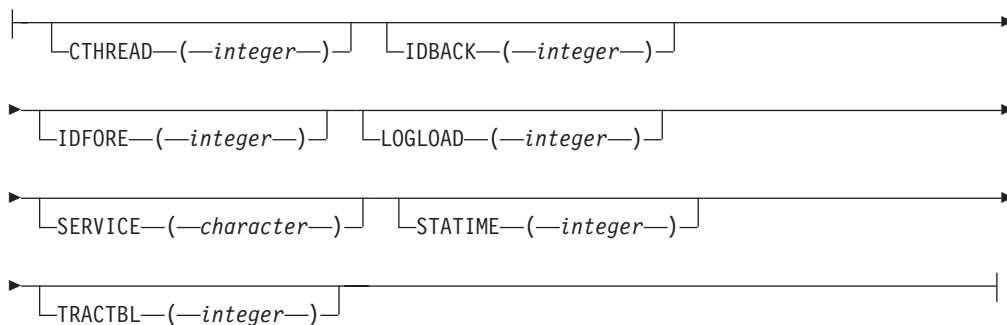 CTHREAD ( integer ) IDBACK ( integer )
IDFORE ( integer ) LOGLOAD ( integer )
SERVICE ( character ) STATIME ( integer )
TRACTBL ( integer )